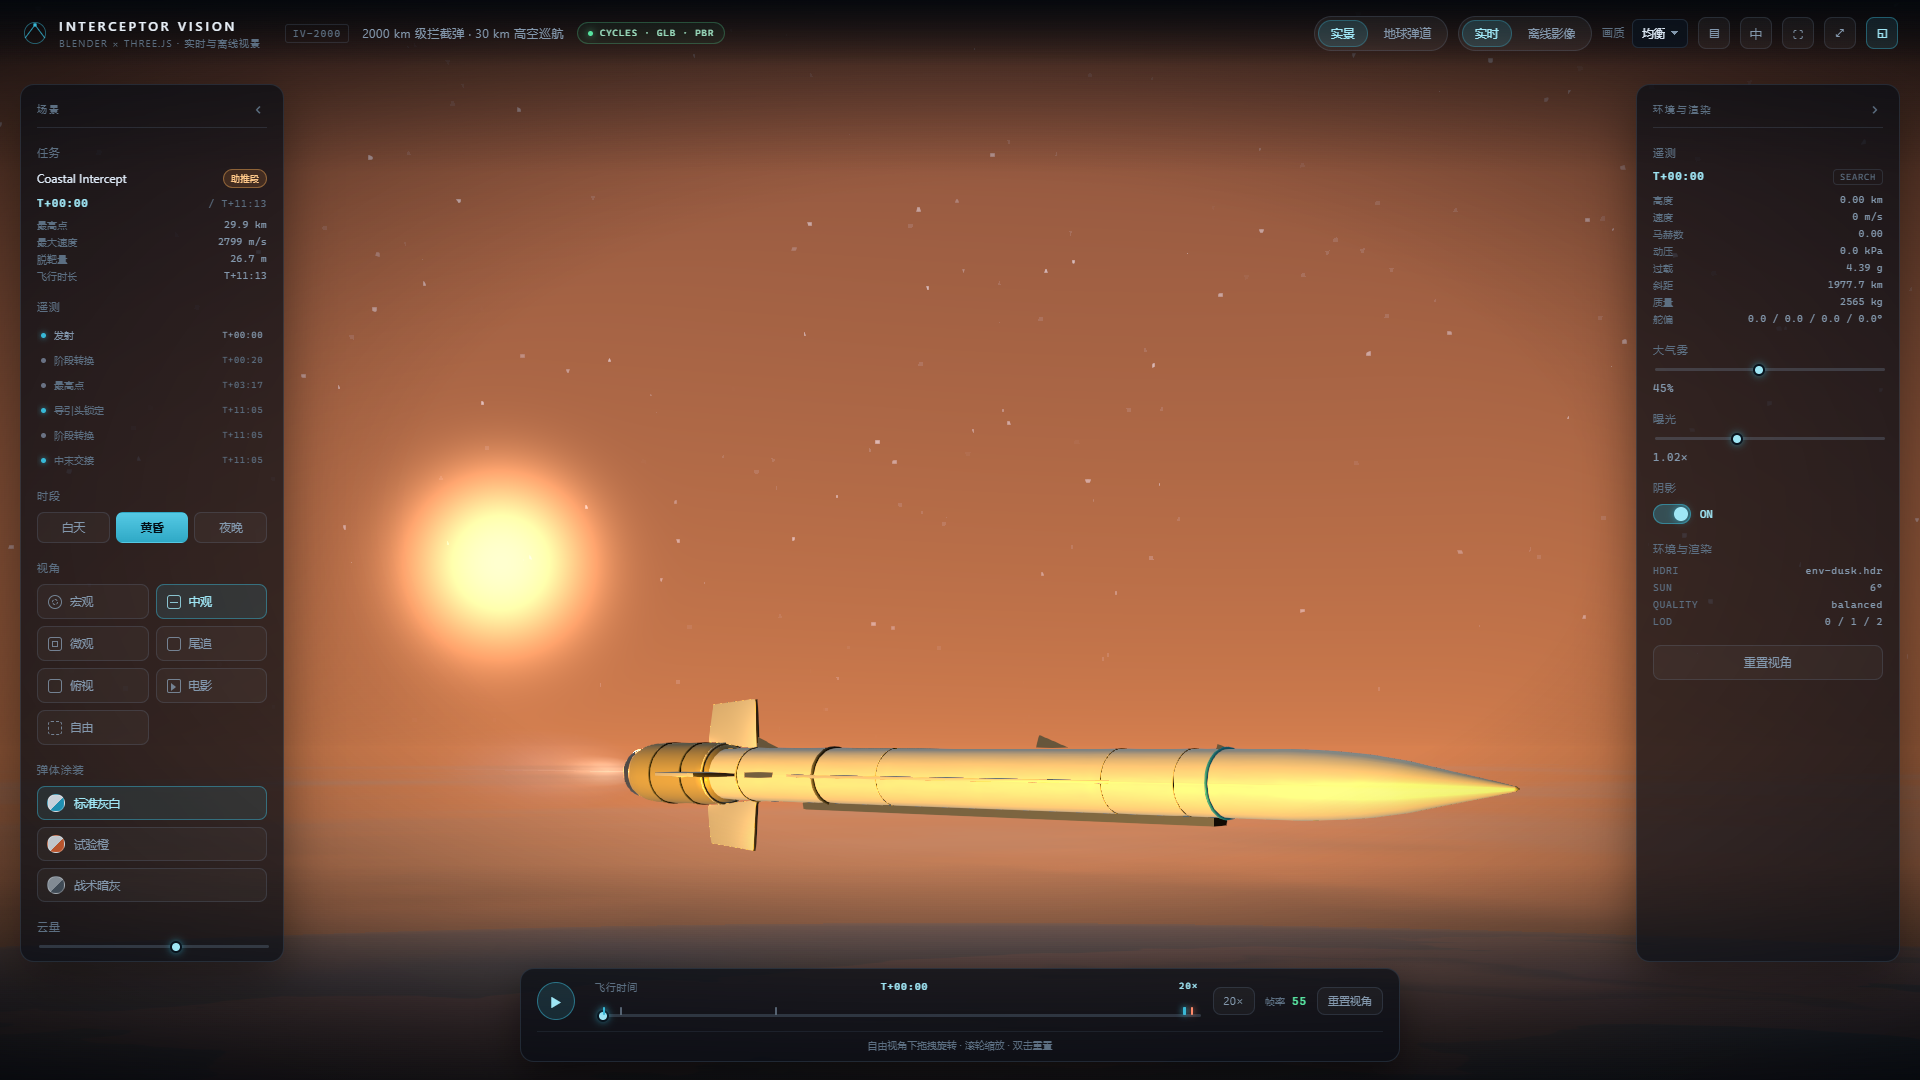 INTERCEPTOR VISION
BLENDER × THREE.JS · 实时与离线视景
IV-2000
2000 km 级拦截弹 · 30 km 高空巡航
CYCLES · GLB · PBR
实景
地球弹道
实时
离线影像
画质
均衡
中
场景
任务
Coastal Intercept
助推段
T+00:00
/ T+11:13
最高点
29.9 km
最大速度
2799 m/s
脱靶量
26.7 m
飞行时长
T+11:13
遥测
发射
T+00:00
阶段转换
T+00:20
最高点
T+03:17
导引头锁定
T+11:05
阶段转换
T+11:05
中末交接
T+11:05
时段
白天
黄昏
夜晚
视角
宏观
中观
微观
尾追
俯视
电影
自由
弹体涂装
标准灰白
试验橙
战术暗灰
云量
环境与渲染
遥测
T+00:00
SEARCH
高度
0.00 km
速度
0 m/s
马赫数
0.00
动压
0.0 kPa
过载
4.39 g
斜距
1977.7 km
质量
2565 kg
舵偏
0.0 / 0.0 / 0.0 / 0.0°
大气雾
45%
曝光
1.02×
阴影
ON
环境与渲染
HDRI
env-dusk.hdr
SUN
6°
QUALITY
balanced
LOD
0 / 1 / 2
重置视角
飞行时间
T+00:00
20×
20×
帧率 55
重置视角
自由视角下拖拽旋转 · 滚轮缩放 · 双击重置